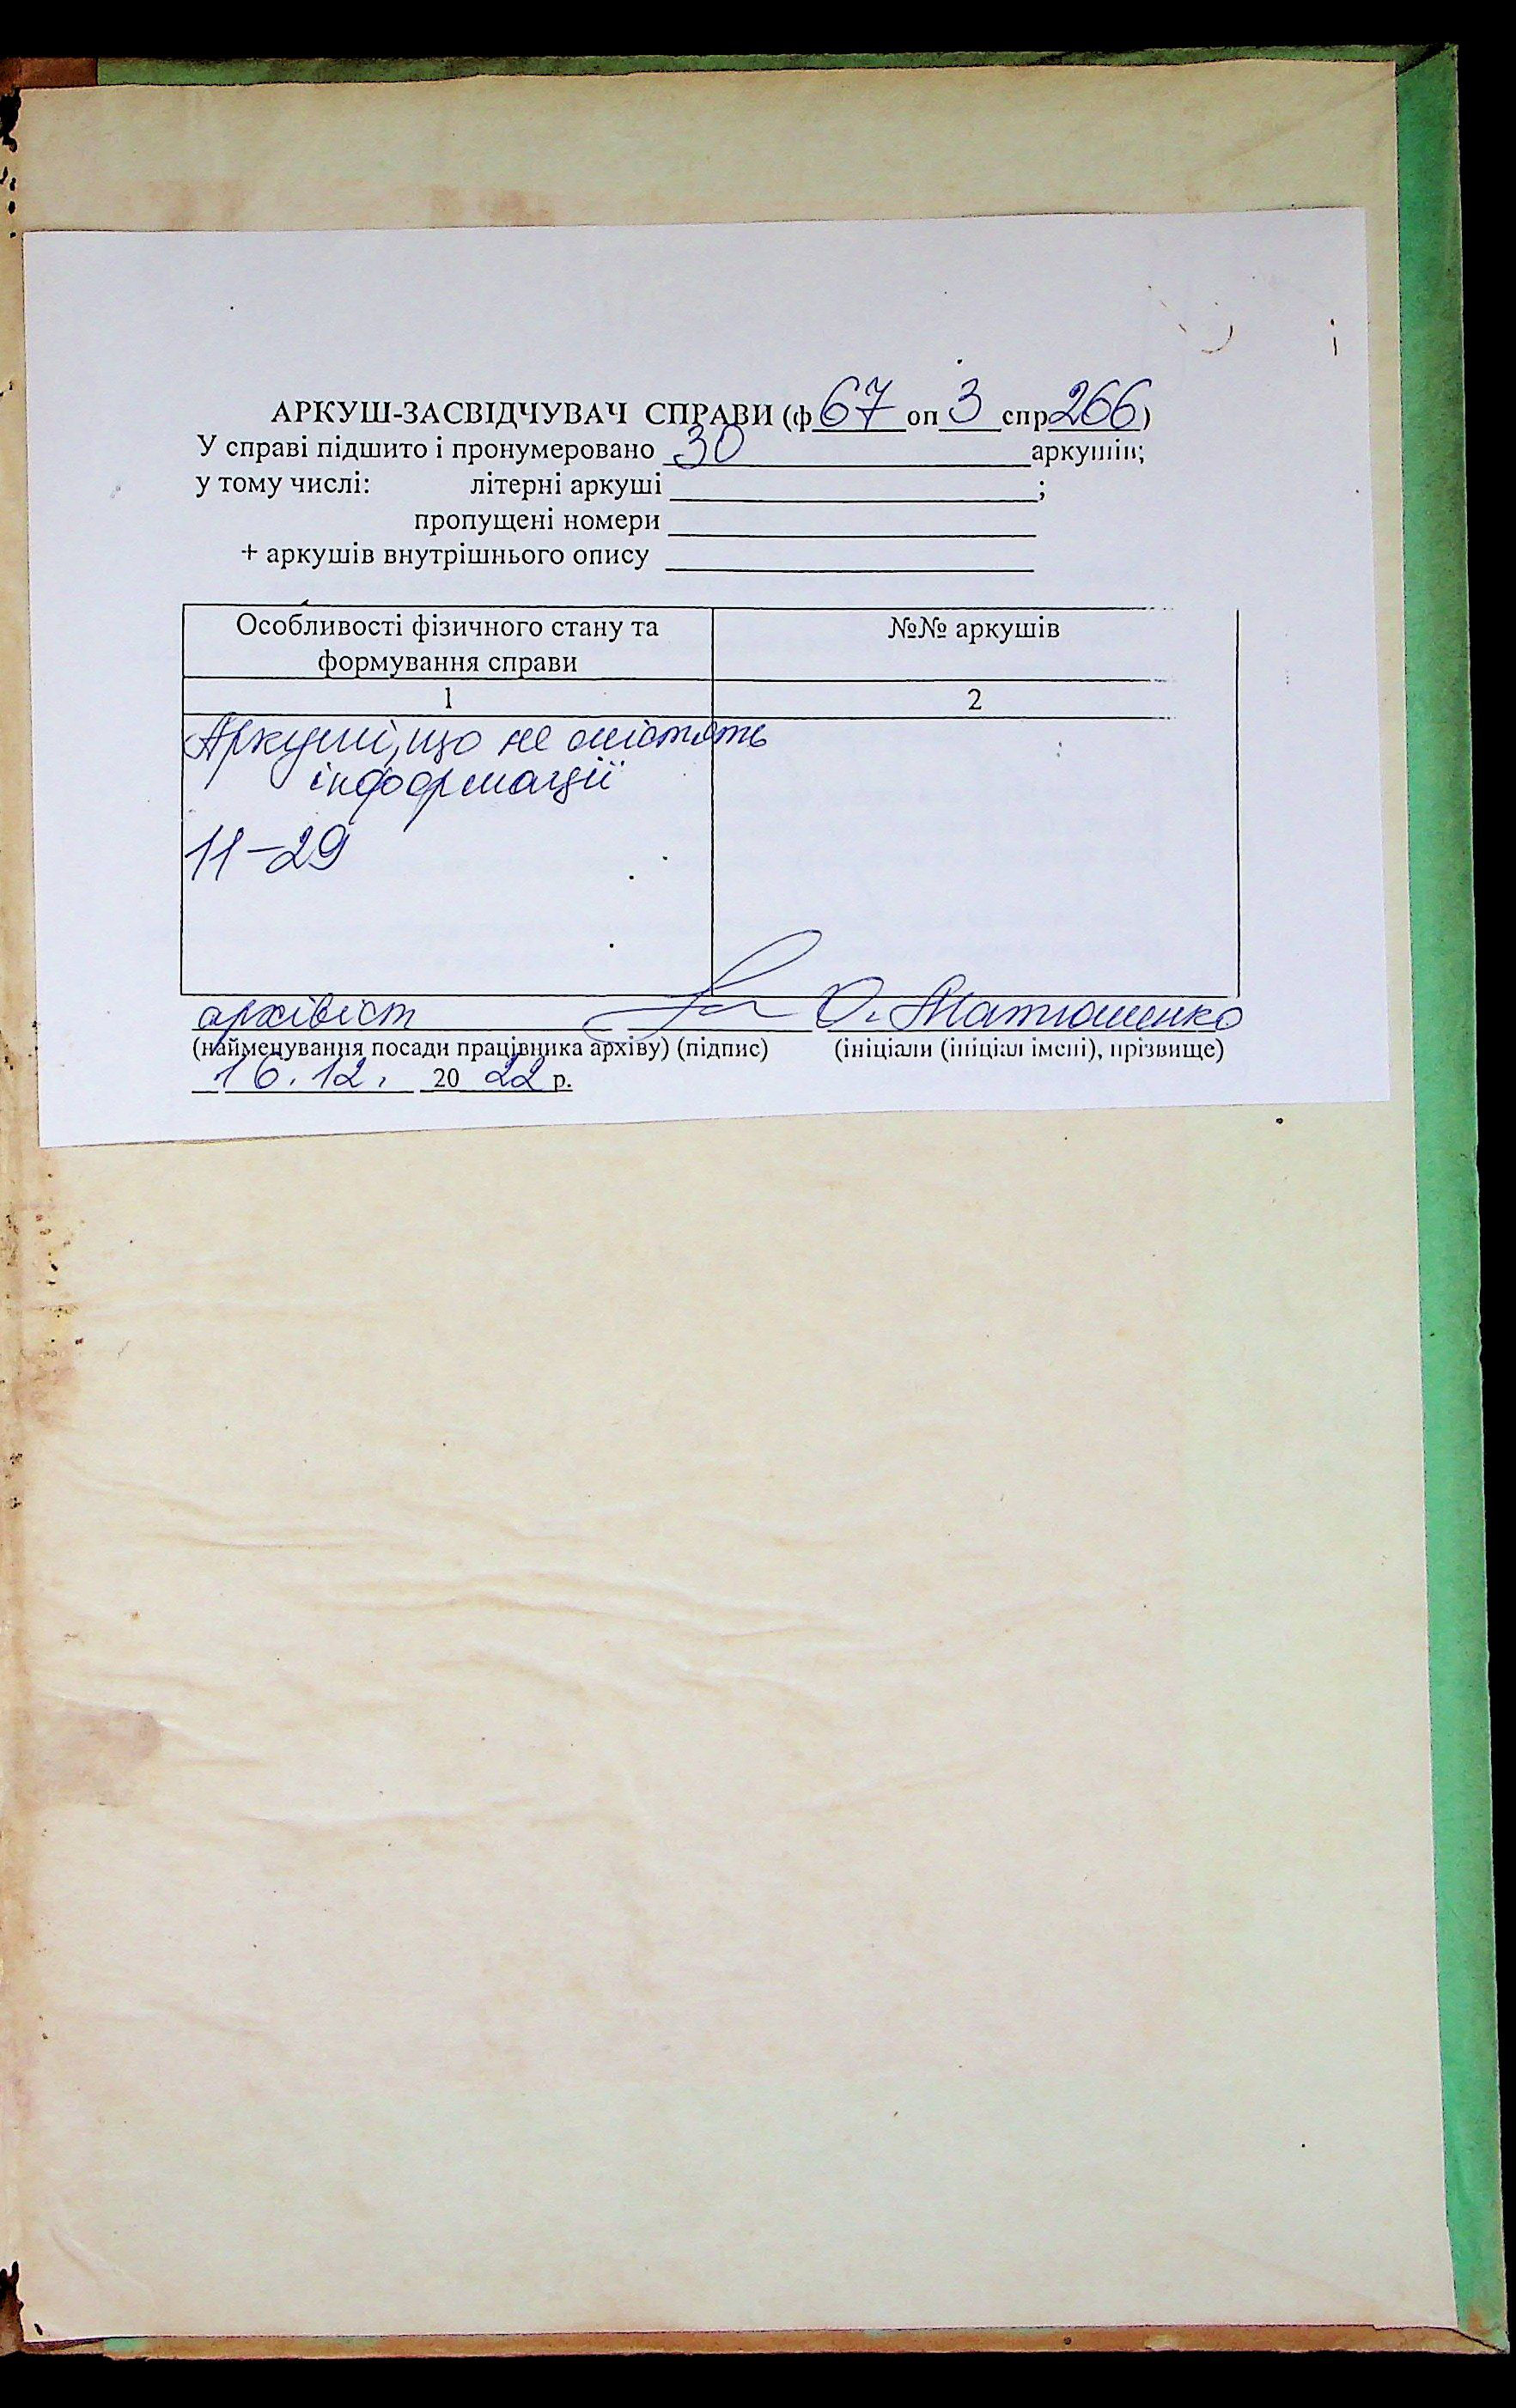 АРКУШ-ЗАСВІДЧУВАЧ СПРАВИ (ф 67 оп 3 спр 266)
У справі підшито і пронумеровано 30 аркушів;
у тому числі: літерні аркуші ;
пропущені номери
+ аркушів внутрішнього опису
Особливості фізичного стану та №№ аркушів
формування справи
1 2
Аркуші, що не містять
інформації
11-29
архівіст О. Матюшенко
(найменування посади працівника архіву) (підпис) (ініціали (ініціал імені), прізвище)
16.12. 20 22 р.